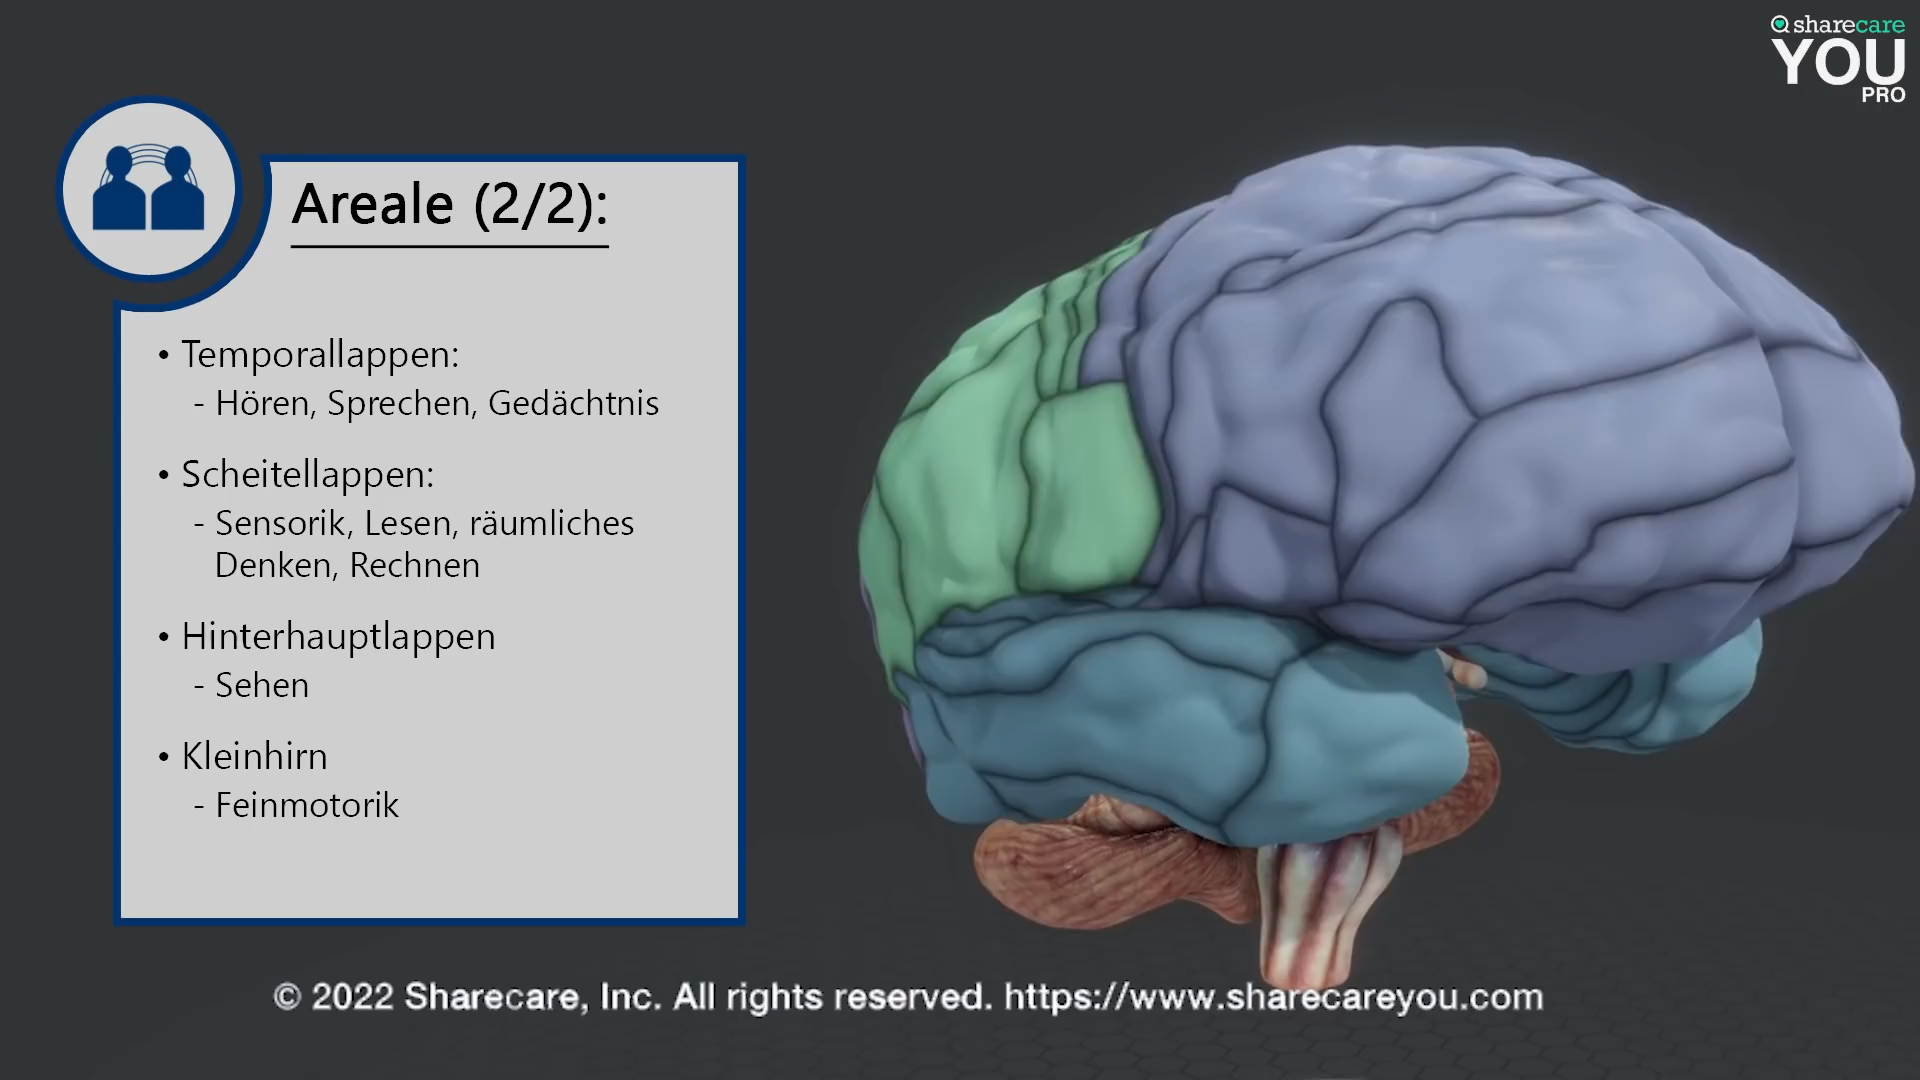 sharecare
YOU
PRO
Areale (2/2):
• Temporallappen:
- Hören, Sprechen, Gedächtnis
• Scheitellappen:
- Sensorik, Lesen, räumliches
Denken, Rechnen
• Hinterhauptlappen
- Sehen
• Kleinhirn
- Feinmotorik
© 2022 Sharecare, Inc. All rights reserved. https://www.sharecareyou.com